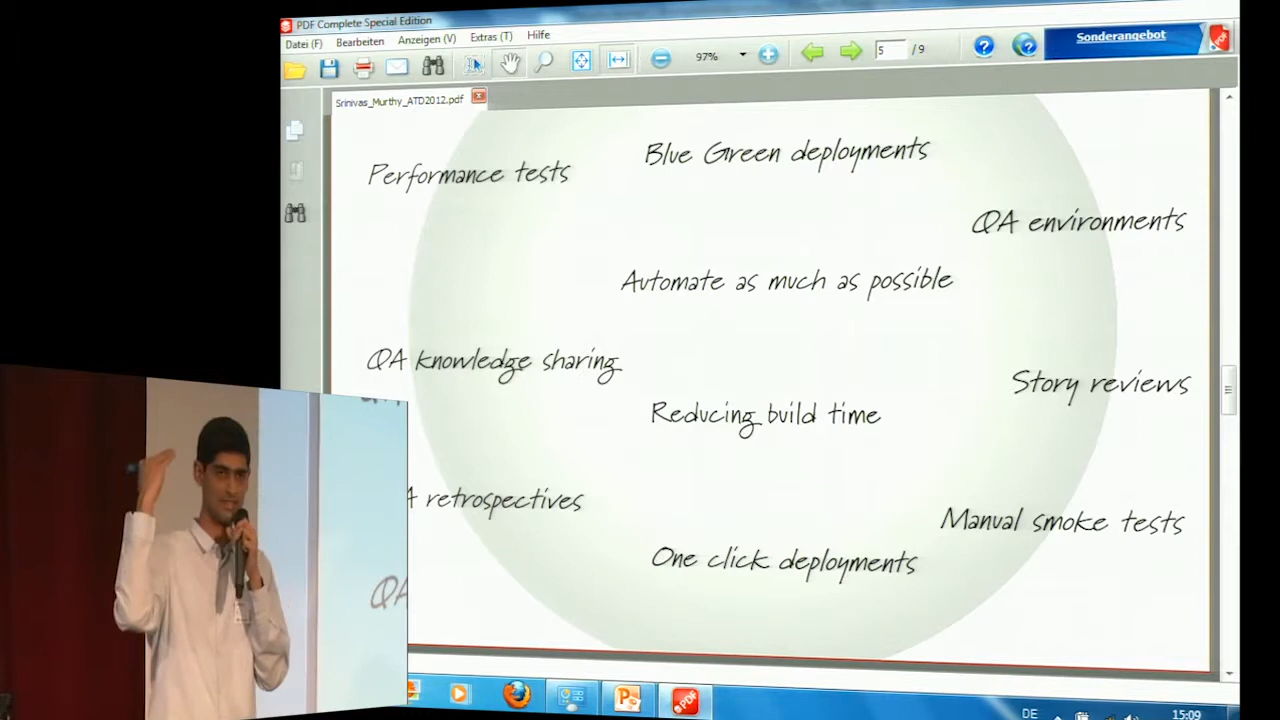 PDF Complete Special Edition
Datei (F) Bearbeiten Anzeigen (V) Extras (T) Hilfe
97% 5 / 9 Sonderangebot
Srinivas_Murthy_ATD2012.pdf
Performance tests
Blue Green deployments
QA environments
Automate as much as possible
QA knowledge sharing
Story reviews
Reducing build time
A retrospectives
Manual smoke tests
One click deployments
QA
DE 15:09